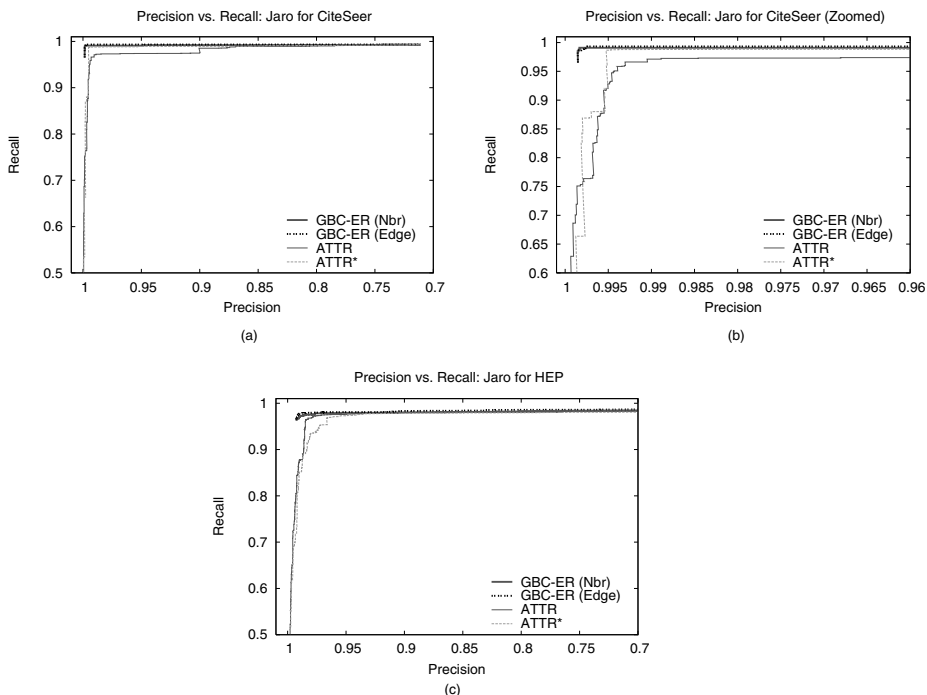 Precision vs. Recall: Jaro for CiteSeer
1
0.9
0.8
0.7
0.6
0.5
Recall
GBC-ER (Nbr)
GBC-ER (Edge)
ATTR
ATTR*
1 0.95 0.9 0.85 0.8 0.75 0.7
Precision
(a)
Precision vs. Recall: Jaro for CiteSeer (Zoomed)
1
0.95
0.9
0.85
0.8
0.75
0.7
0.65
0.6
Recall
GBC-ER (Nbr)
GBC-ER (Edge)
ATTR
ATTR*
1 0.995 0.99 0.985 0.98 0.975 0.97 0.965 0.96
Precision
(b)
Precision vs. Recall: Jaro for HEP
1
0.9
0.8
0.7
0.6
0.5
Recall
GBC-ER (Nbr)
GBC-ER (Edge)
ATTR
ATTR*
1 0.95 0.9 0.85 0.8 0.75 0.7
Precision
(c)